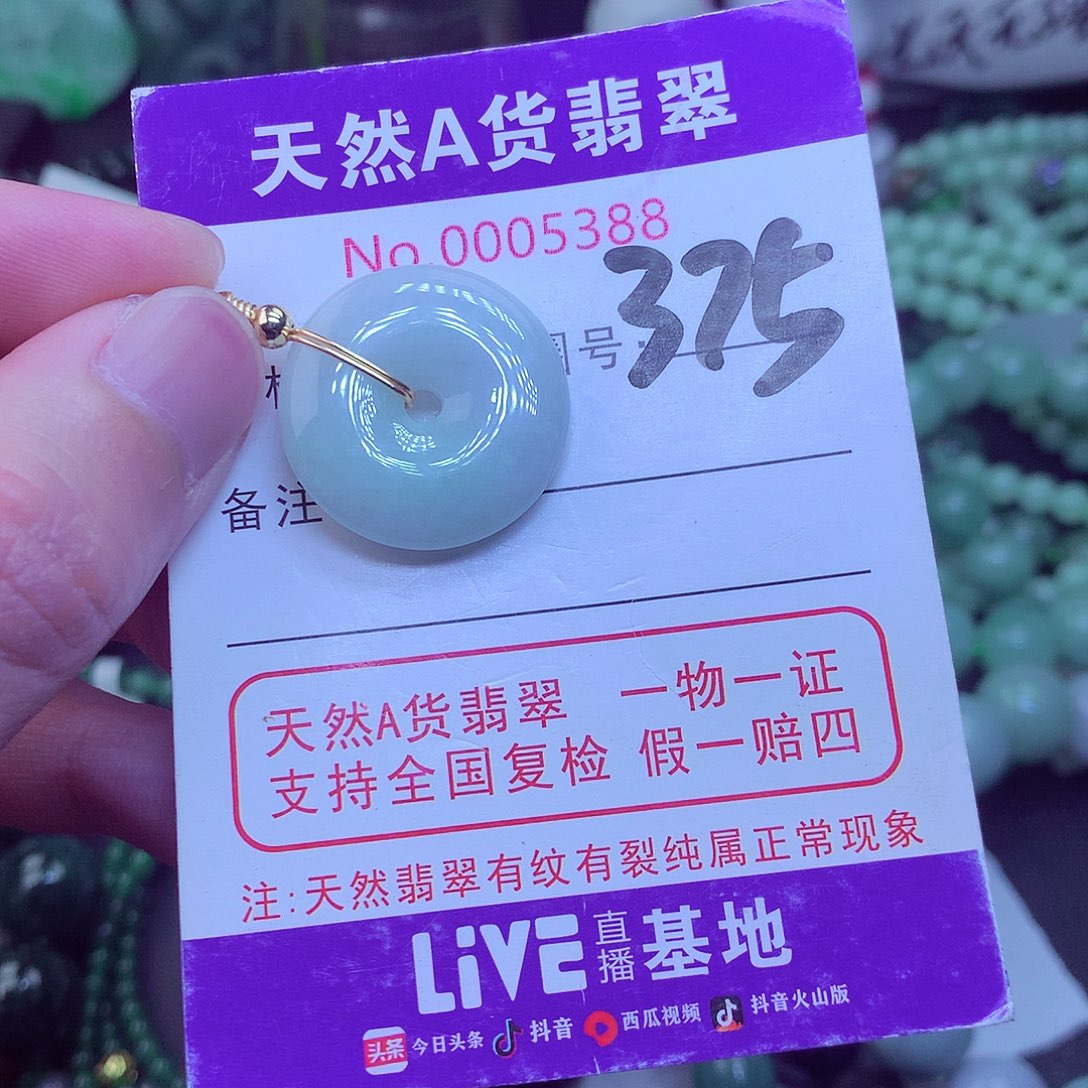 天然A货翡翠
No.0005388
375
号:
备注
天然A货翡翠 一物一证
支持全国复检 假一赔四
注:天然翡翠有纹有裂纯属正常现象
LiVE直播基地
头条 今日头条 抖音 西瓜视频 抖音火山版